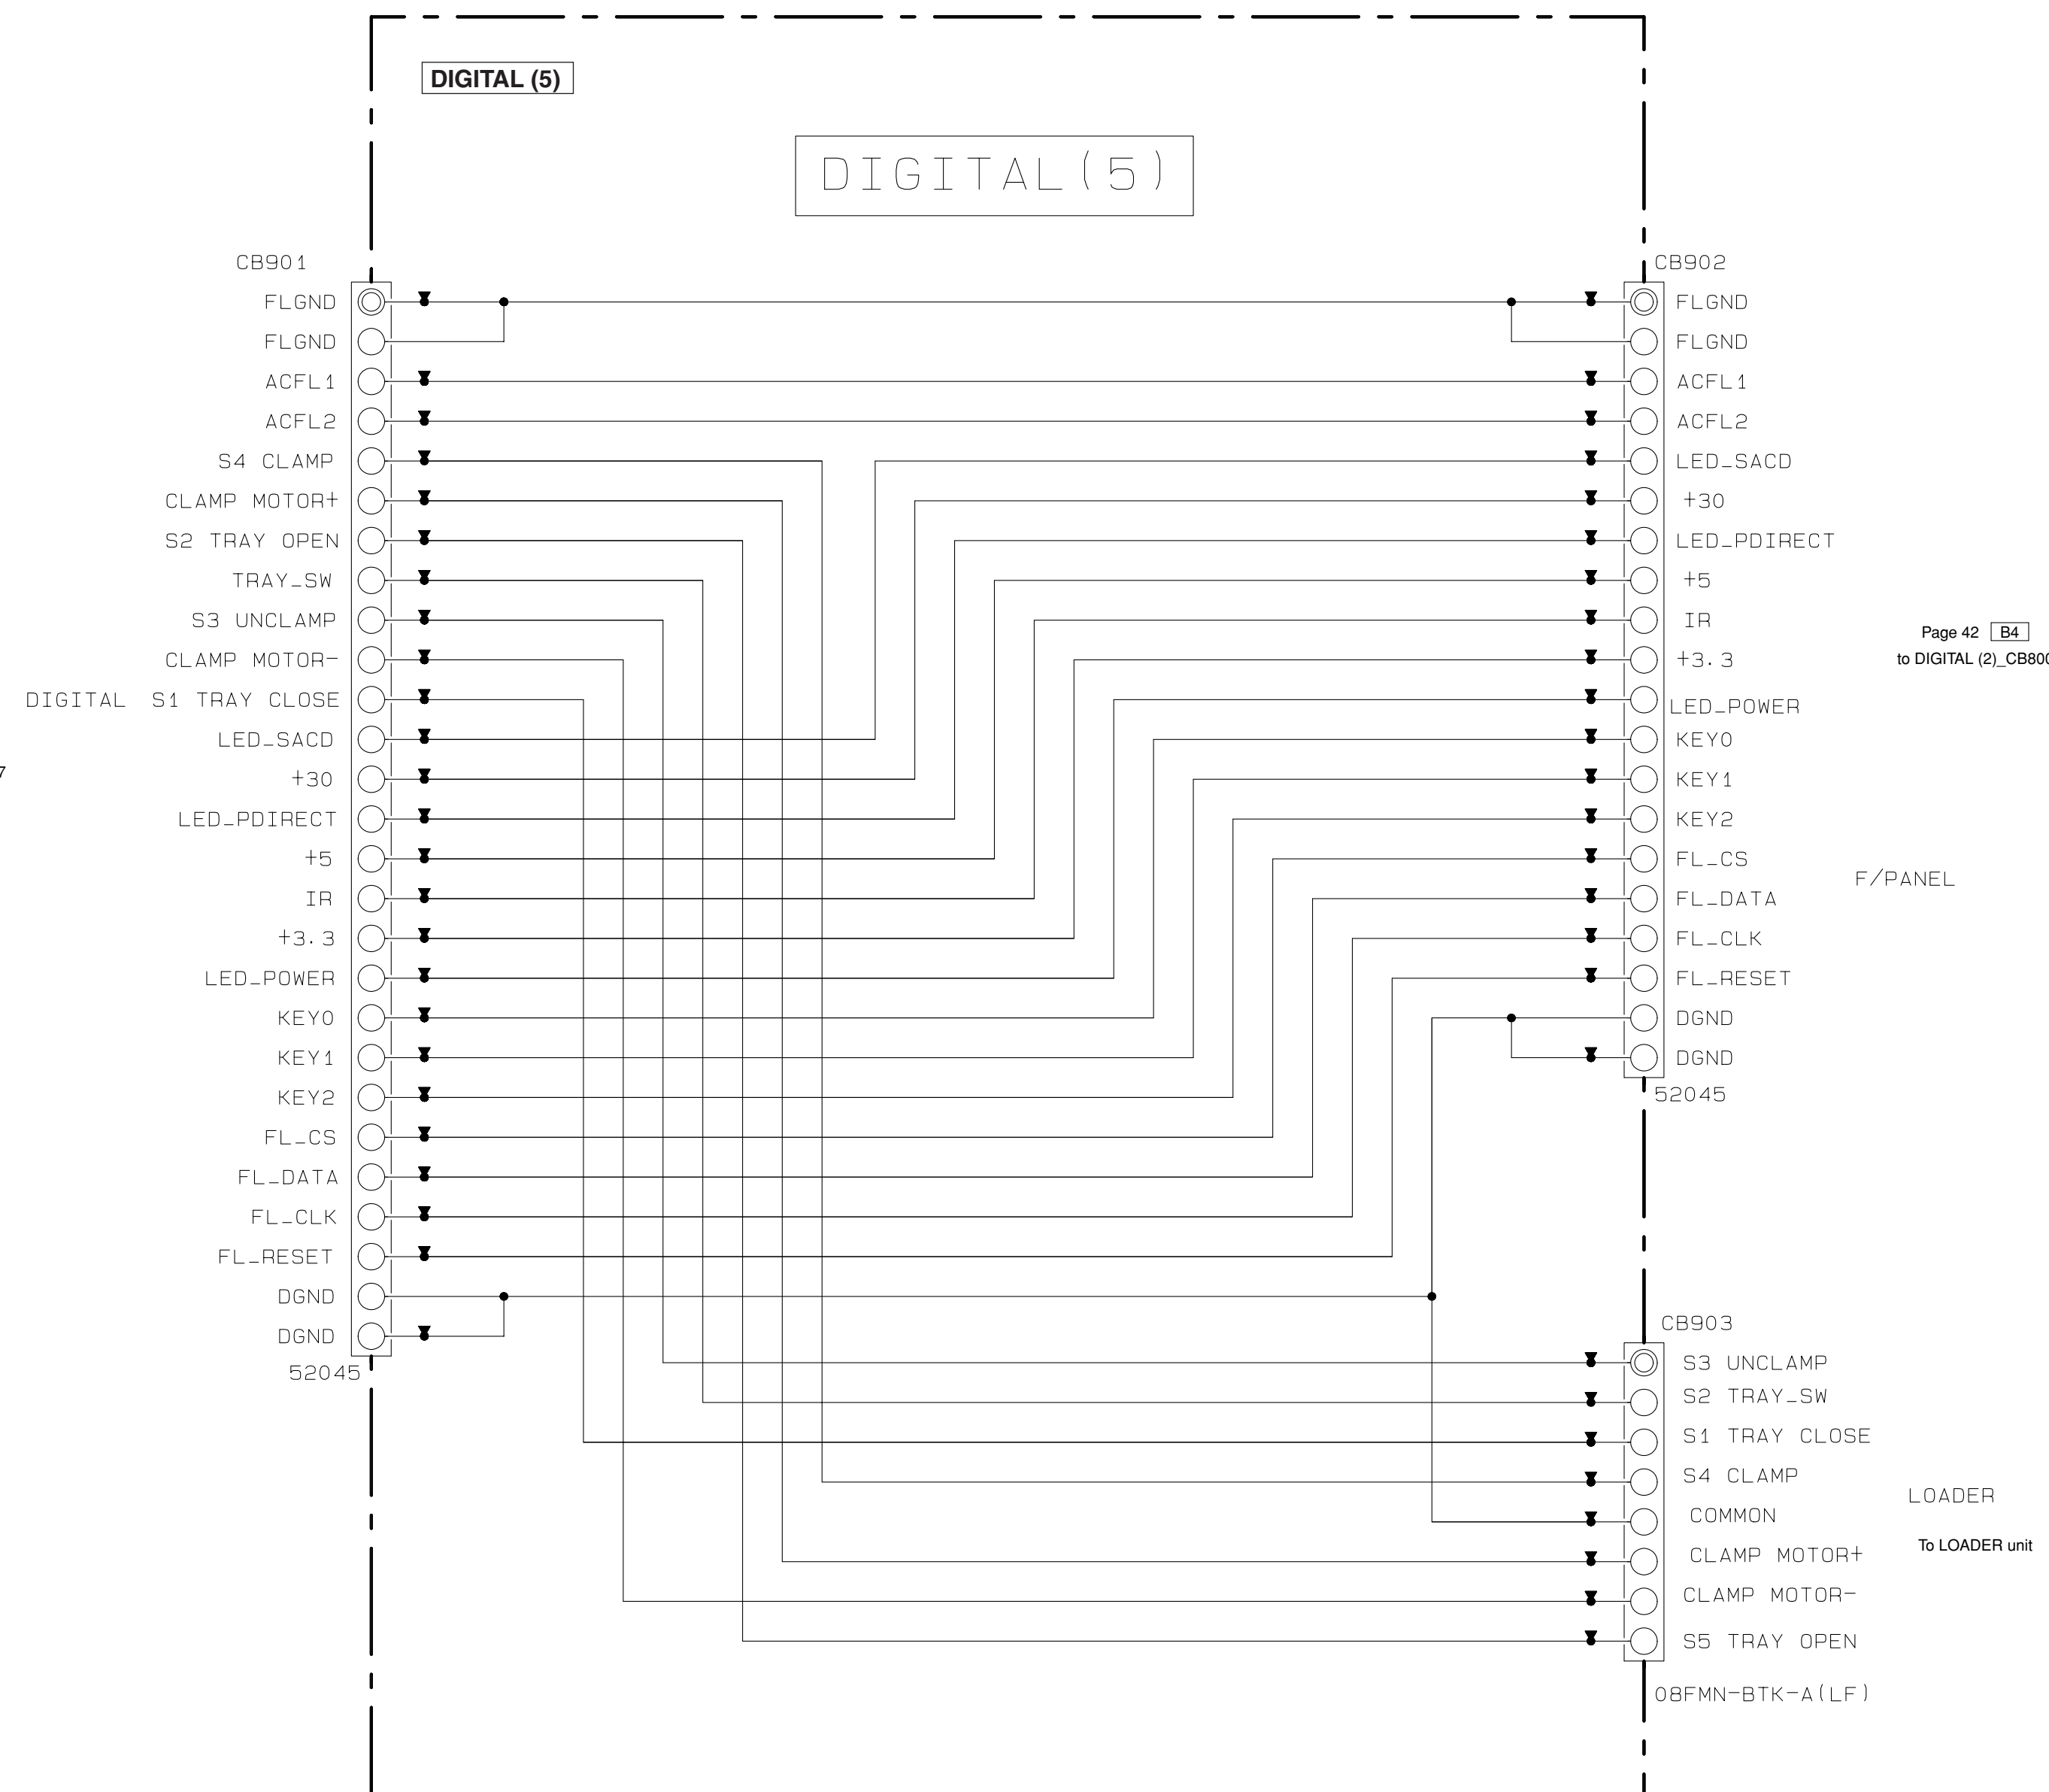 DIGITAL (5)
DIGITAL(5)
CB901
FLGND
FLGND
ACFL1
ACFL2
S4 CLAMP
CLAMP MOTOR+
S2 TRAY OPEN
TRAY_SW
S3 UNCLAMP
CLAMP MOTOR-
DIGITAL S1 TRAY CLOSE
LED_SACD
7
+30
LED_PDIRECT
+5
IR
+3.3
LED_POWER
KEY0
KEY1
KEY2
FL_CS
FL_DATA
FL_CLK
FL_RESET
DGND
DGND
52045
CB902
FLGND
FLGND
ACFL1
ACFL2
LED_SACD
+30
LED_PDIRECT
+5
IR
+3.3
LED_POWER
KEY0
KEY1
KEY2
FL_CS
FL_DATA
FL_CLK
FL_RESET
DGND
DGND
52045
Page 42 B4
to DIGITAL (2)_CB800
F/PANEL
CB903
S3 UNCLAMP
S2 TRAY_SW
S1 TRAY CLOSE
S4 CLAMP
COMMON
CLAMP MOTOR+
CLAMP MOTOR-
S5 TRAY OPEN
08FMN-BTK-A(LF)
LOADER
To LOADER unit